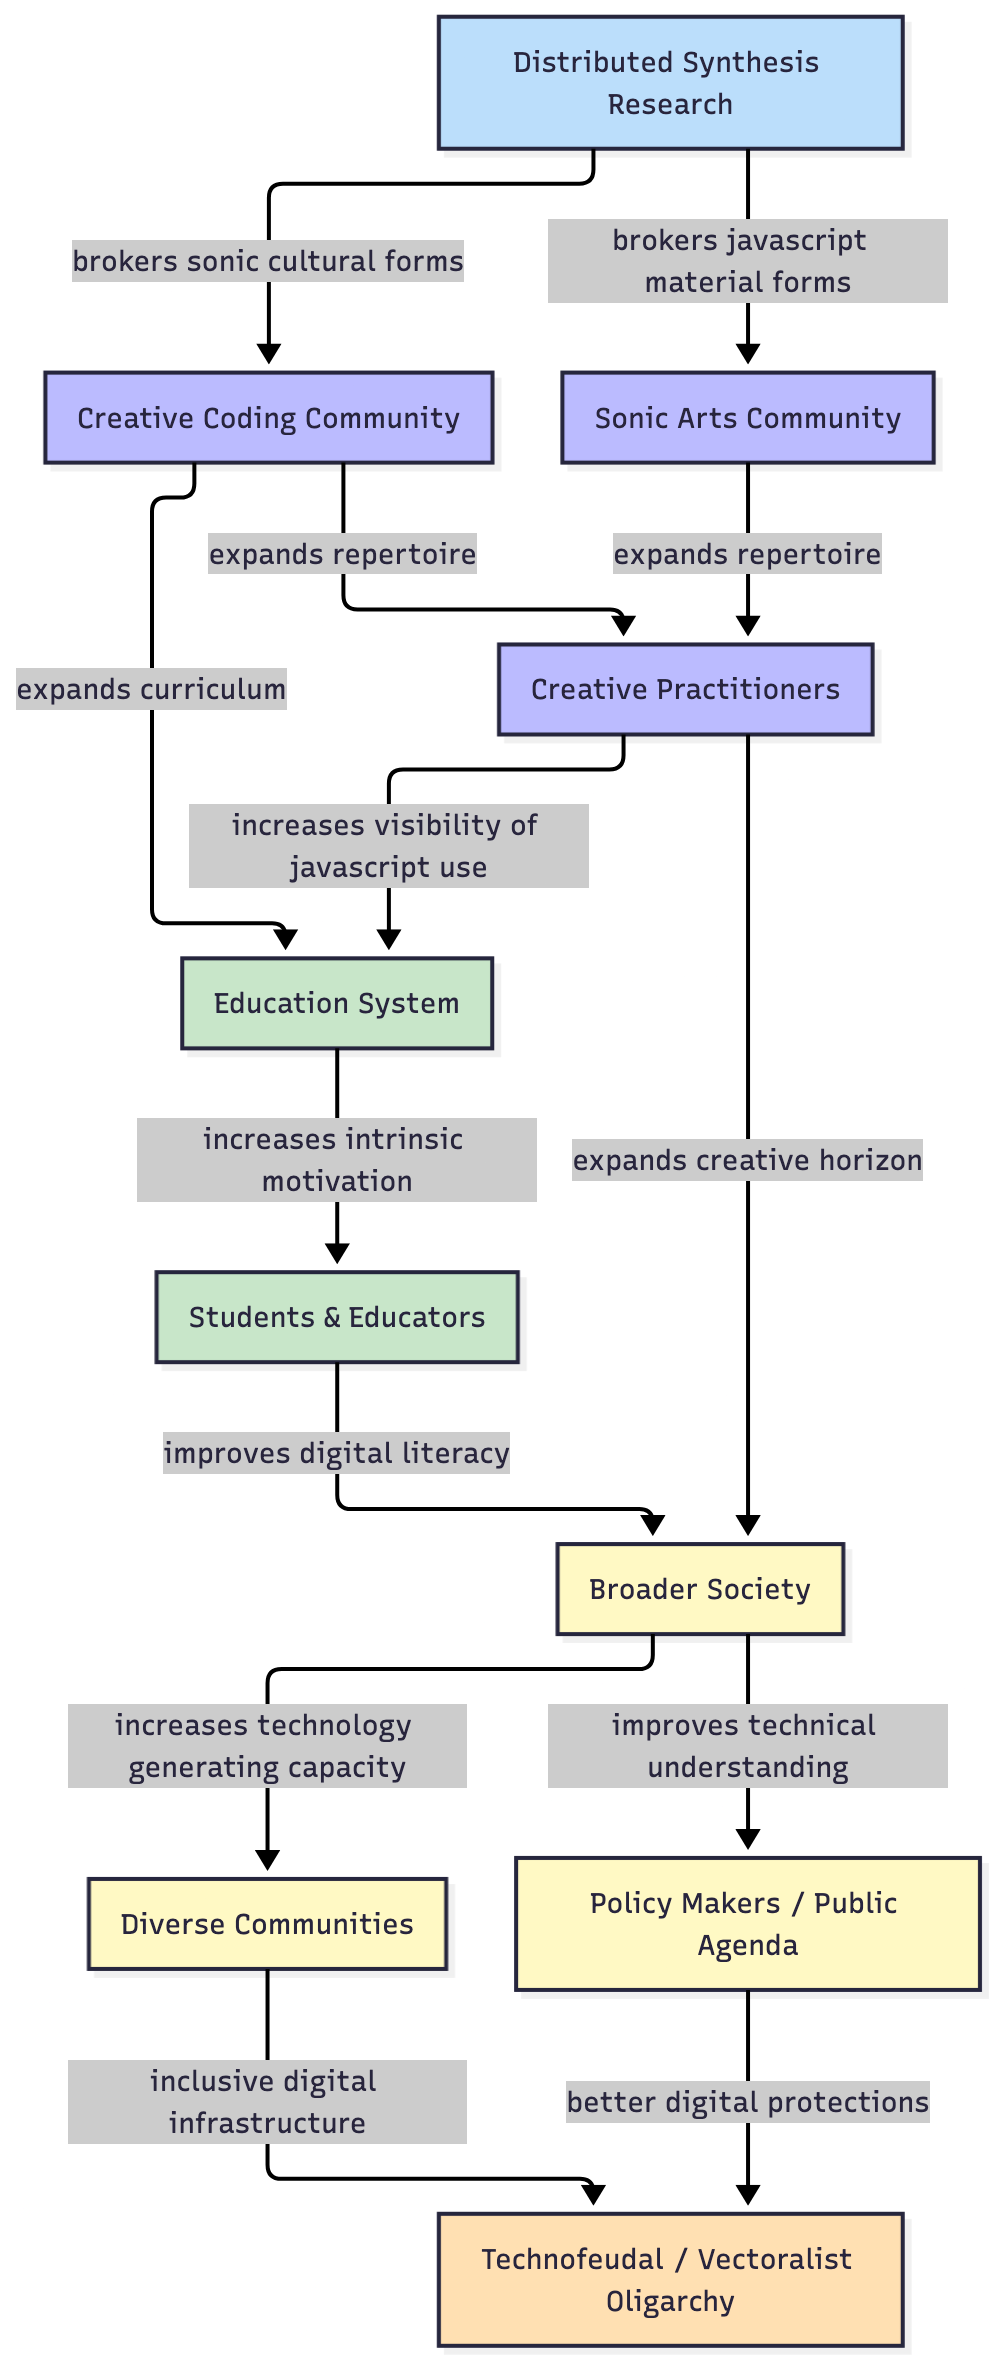 Distributed Synthesis
Research
brokers sonic cultural forms
brokers javascript
material forms
Creative Coding Community
Sonic Arts Community
expands repertoire
expands repertoire
expands curriculum
Creative Practitioners
increases visibility of
javascript use
Education System
increases intrinsic
motivation
expands creative horizon
Students & Educators
improves digital literacy
Broader Society
increases technology
generating capacity
improves technical
understanding
Diverse Communities
Policy Makers / Public
Agenda
inclusive digital
infrastructure
better digital protections
Technofeudal / Vectoralist
Oligarchy